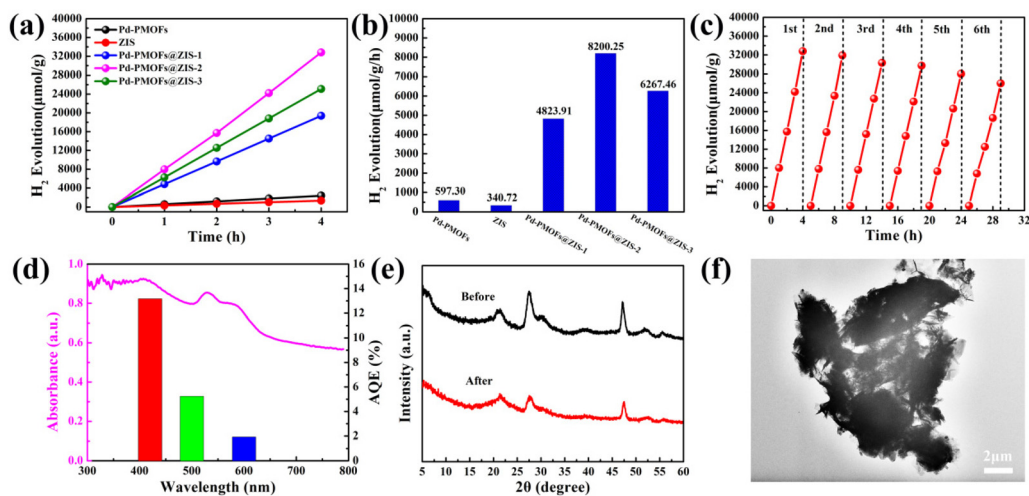 (a)
H2 Evolution(μmol/g)
40000
36000
32000
28000
24000
20000
16000
12000
8000
4000
0
Pd-PMOFs
ZIS
Pd-PMOFs@ZIS-1
Pd-PMOFs@ZIS-2
Pd-PMOFs@ZIS-3
0 1 2 3 4
Time (h)
(b)
H2 Evolution(μmol/g/h)
10000
9000
8000
7000
6000
5000
4000
3000
2000
1000
0
597.30
340.72
4823.91
8200.25
6267.46
Pd-PMOFs
ZIS
Pd-PMOFs@ZIS-1
Pd-PMOFs@ZIS-2
Pd-PMOFs@ZIS-3
(c)
H2 Evolution(μmol/g)
40000
36000
32000
28000
24000
20000
16000
12000
8000
4000
0
1st 2nd 3rd 4th 5th 6th
0 4 8 12 16 20 24 28 32
Time (h)
(d)
Absorbance (a.u.)
1.0
0.8
0.6
0.4
0.2
0.0
16
14
12
10
8
6
4
2
0
AQE (%)
300 400 500 600 700 800
Wavelength (nm)
(e)
Intensity (a.u.)
Before
After
5 10 15 20 25 30 35 40 45 50 55 60
2θ (degree)
(f)
2μm